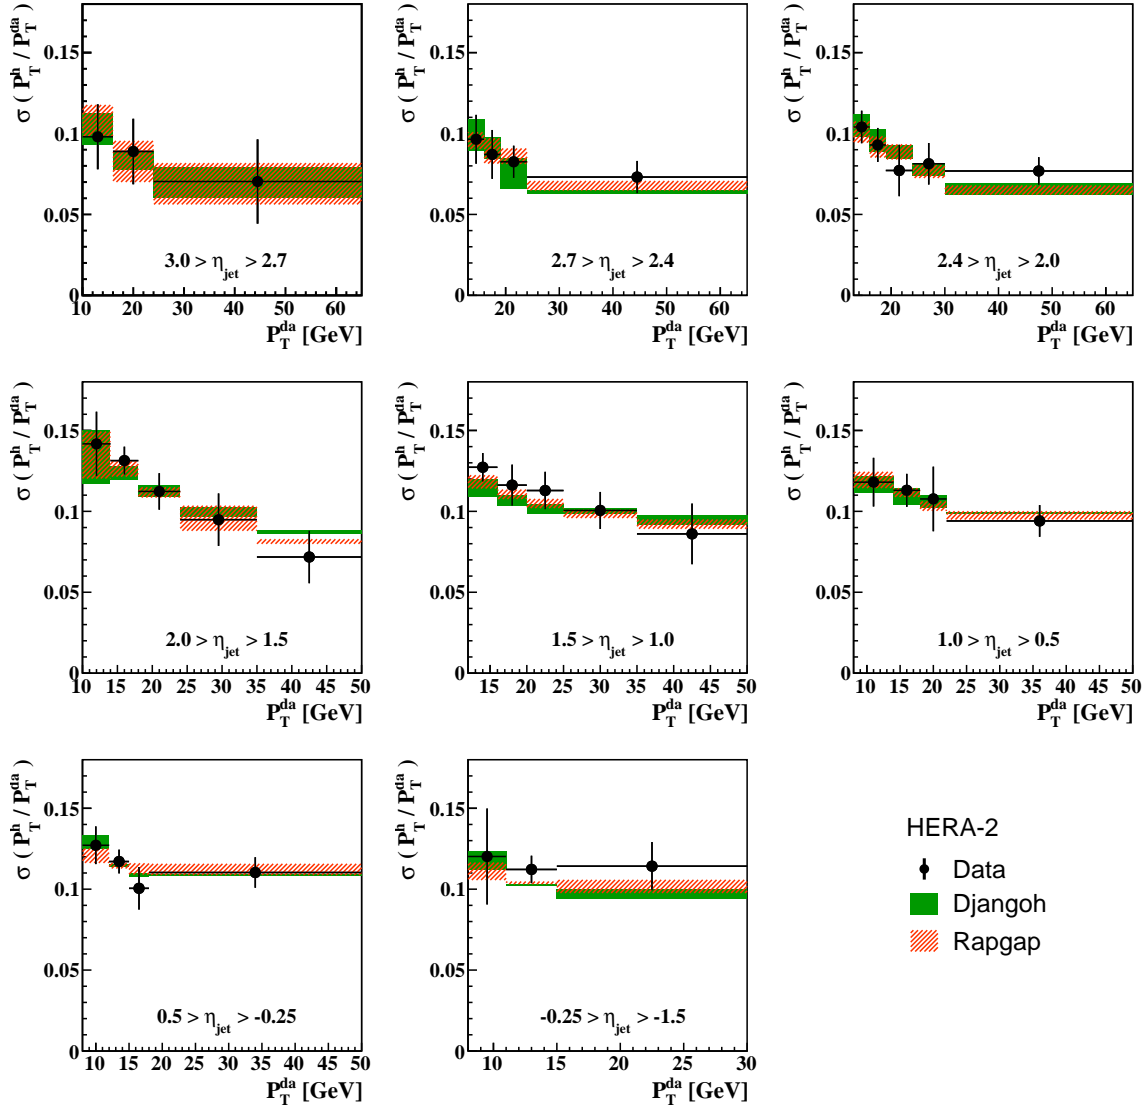 σ ( P_T^h / P_T^da )
0.15
0.1
0.05
0
3.0 > η_jet > 2.7
10 20 30 40 50 60
P_T^da [GeV]
σ ( P_T^h / P_T^da )
0.15
0.1
0.05
0
2.7 > η_jet > 2.4
20 30 40 50 60
P_T^da [GeV]
σ ( P_T^h / P_T^da )
0.15
0.1
0.05
0
2.4 > η_jet > 2.0
20 30 40 50 60
P_T^da [GeV]
σ ( P_T^h / P_T^da )
0.15
0.1
0.05
0
2.0 > η_jet > 1.5
10 15 20 25 30 35 40 45 50
P_T^da [GeV]
σ ( P_T^h / P_T^da )
0.15
0.1
0.05
0
1.5 > η_jet > 1.0
15 20 25 30 35 40 45 50
P_T^da [GeV]
σ ( P_T^h / P_T^da )
0.15
0.1
0.05
0
1.0 > η_jet > 0.5
10 15 20 25 30 35 40 45 50
P_T^da [GeV]
σ ( P_T^h / P_T^da )
0.15
0.1
0.05
0
0.5 > η_jet > -0.25
10 15 20 25 30 35 40 45 50
P_T^da [GeV]
σ ( P_T^h / P_T^da )
0.15
0.1
0.05
0
-0.25 > η_jet > -1.5
10 15 20 25 30
P_T^da [GeV]
HERA-2
Data
Djangoh
Rapgap